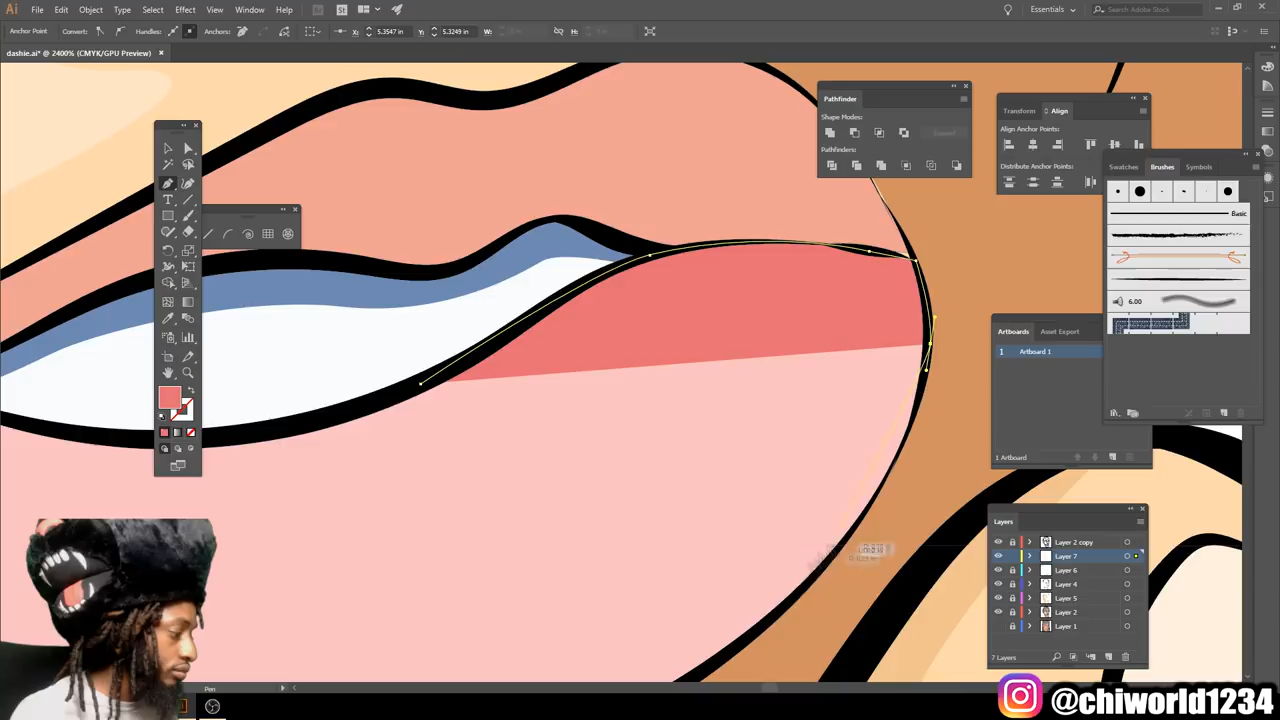 Ai File Edit Object Type Select Effect View Window Help Br St Essentials Search Adobe Stock
Anchor Point Convert: Handles: Anchors: X: 5.3547 in Y: 5.3249 in W: H:
dashie.ai* @ 2400% (CMYK/GPU Preview)
Pathfinder
Shape Modes:
Expand
Pathfinders:
Transform Align
Align Anchor Points:
Distribute Anchor Points:
Swatches Brushes Symbols
Basic
6.00
Artboards Asset Export
1 Artboard 1
1 Artboard
Layers
Layer 2 copy
Layer 7
Layer 6
Layer 4
Layer 5
Layer 2
Layer 1
7 Layers
Pen
@chiworld1234